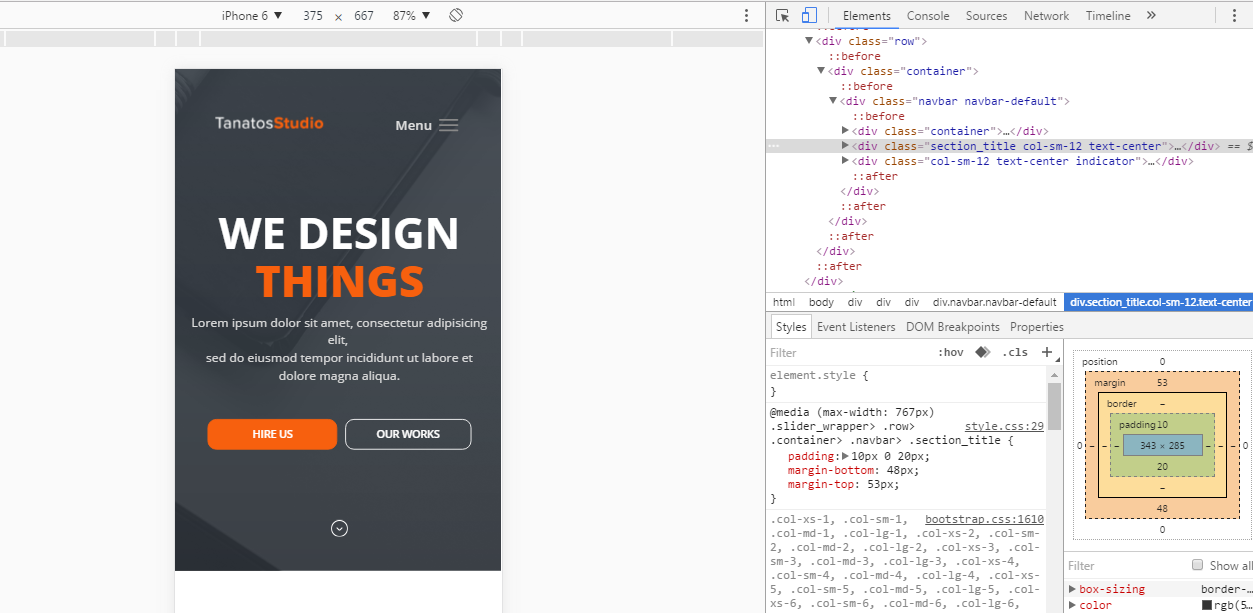 iPhone 6 ▼ 375 × 667 87% ▼
Elements Console Sources Network Timeline »
▼<div class="row">
::before
▼<div class="container">
::before
▼<div class="navbar navbar-default">
::before
▶<div class="container">…</div>
▶<div class="section_title col-sm-12 text-center">…</div> == $
▶<div class="col-sm-12 text-center indicator">…</div>
::after
</div>
::after
</div>
::after
</div>
::after
</div>
html body div div div div.navbar.navbar-default div.section_title.col-sm-12.text-center
Styles Event Listeners DOM Breakpoints Properties
Filter :hov .cls +
element.style {
}
@media (max-width: 767px)
.slider_wrapper> .row> style.css:29
.container> .navbar> .section_title {
padding:▶10px 0 20px;
margin-bottom: 48px;
margin-top: 53px;
}
.col-xs-1, .col-sm-1, bootstrap.css:1610
.col-md-1, .col-lg-1, .col-xs-2, .col-sm-
2, .col-md-2, .col-lg-2, .col-xs-3, .col-
sm-3, .col-md-3, .col-lg-3, .col-xs-4,
.col-sm-4, .col-md-4, .col-lg-4, .col-xs-
5, .col-sm-5, .col-md-5, .col-lg-5, .col-
xs-6, .col-sm-6, .col-md-6, .col-lg-6,
position 0
margin 53
border –
padding 10
0 – – 343 × 285 – – 0
20
–
48
0
Filter Show all
▶ box-sizing border-…
▶ color rgb(5…
TanatosStudio
Menu
WE DESIGN
THINGS
Lorem ipsum dolor sit amet, consectetur adipisicing
elit,
sed do eiusmod tempor incididunt ut labore et
dolore magna aliqua.
HIRE US
OUR WORKS